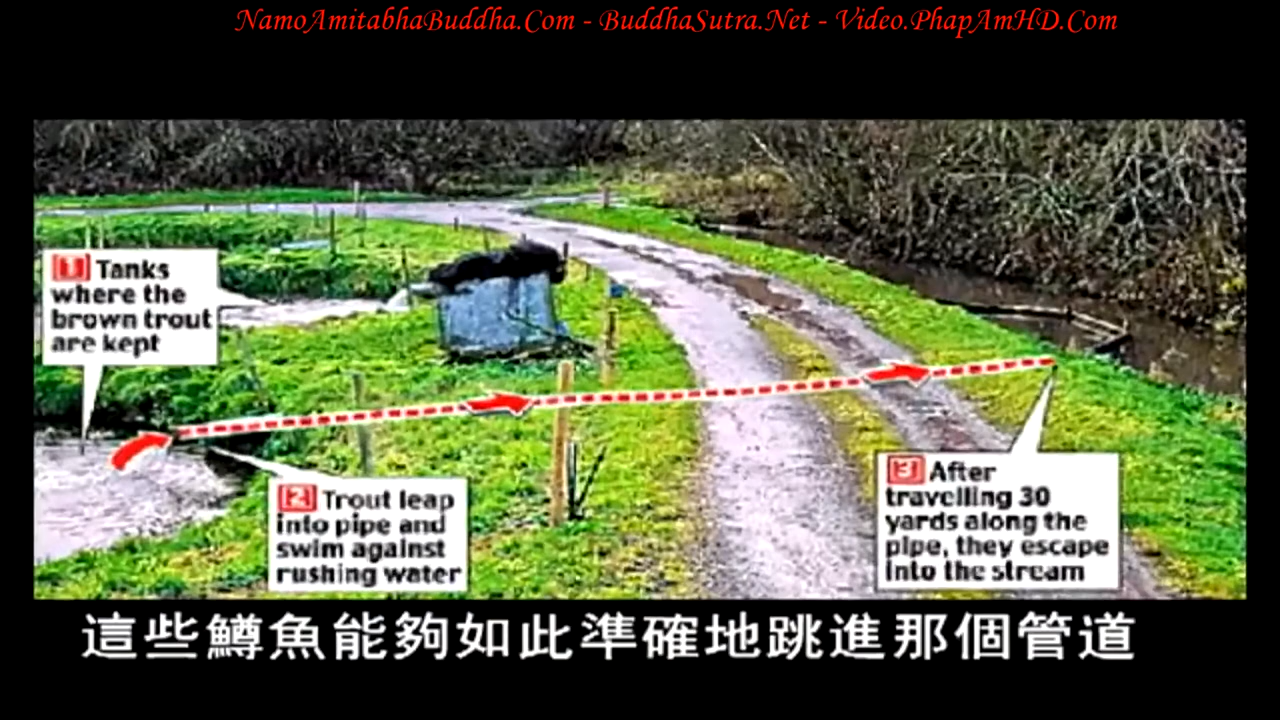 NamoAmitabhaBuddha.Com - BuddhaSutra.Net - Video.PhapAmHD.Com
1 Tanks
where the
brown trout
are kept
2 Trout leap
into pipe and
swim against
rushing water
3 After
travelling 30
yards along the
pipe, they escape
into the stream
這些鱒魚能夠如此準確地跳進那個管道